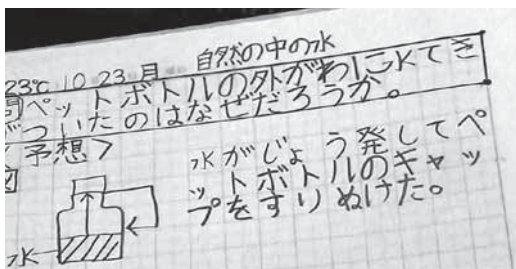 自然の中の水
23℃ 10.23.月
問ペットボトルの外がわに水てき
がついたのはなぜだろうか。
<予想>
水がじょう発してペ
ットボトルのキャッ
プをすりぬけた。
図
水